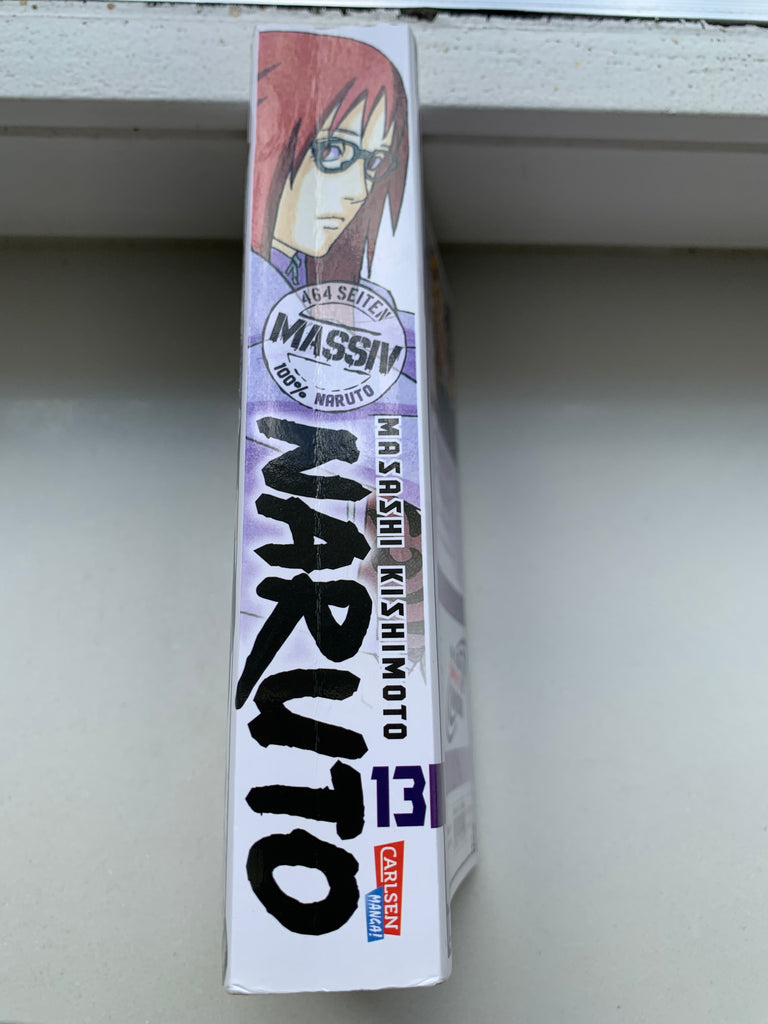 464 SEITEN
MASSIV
100% NARUTO
MASASHI KISHIMOTO
NARUTO
13
CARLSEN
MANGA!